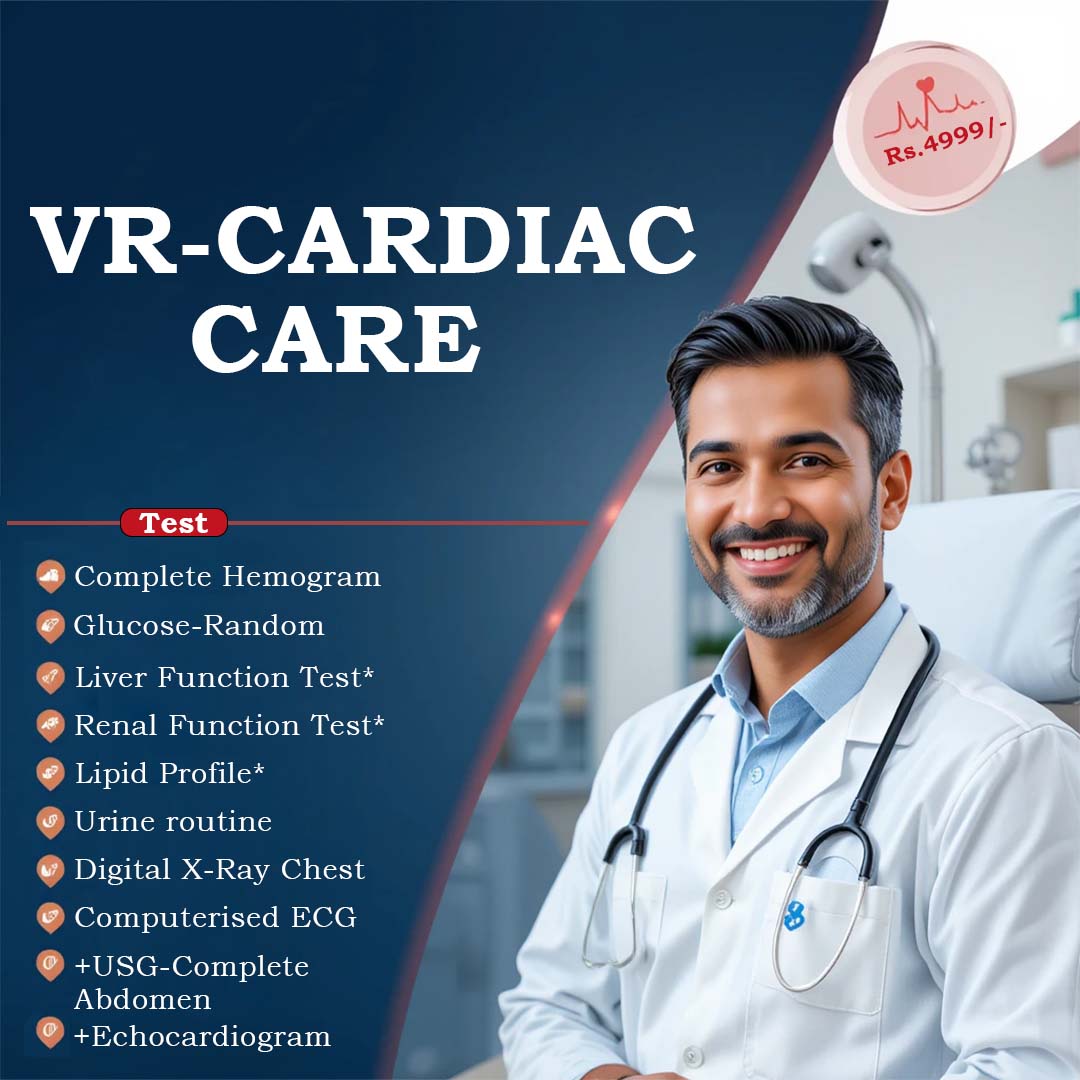 Rs.4999/-
VR-CARDIAC
CARE
Test
Complete Hemogram
Glucose-Random
Liver Function Test*
Renal Function Test*
Lipid Profile*
Urine routine
Digital X-Ray Chest
Computerised ECG
+USG-Complete
Abdomen
+Echocardiogram